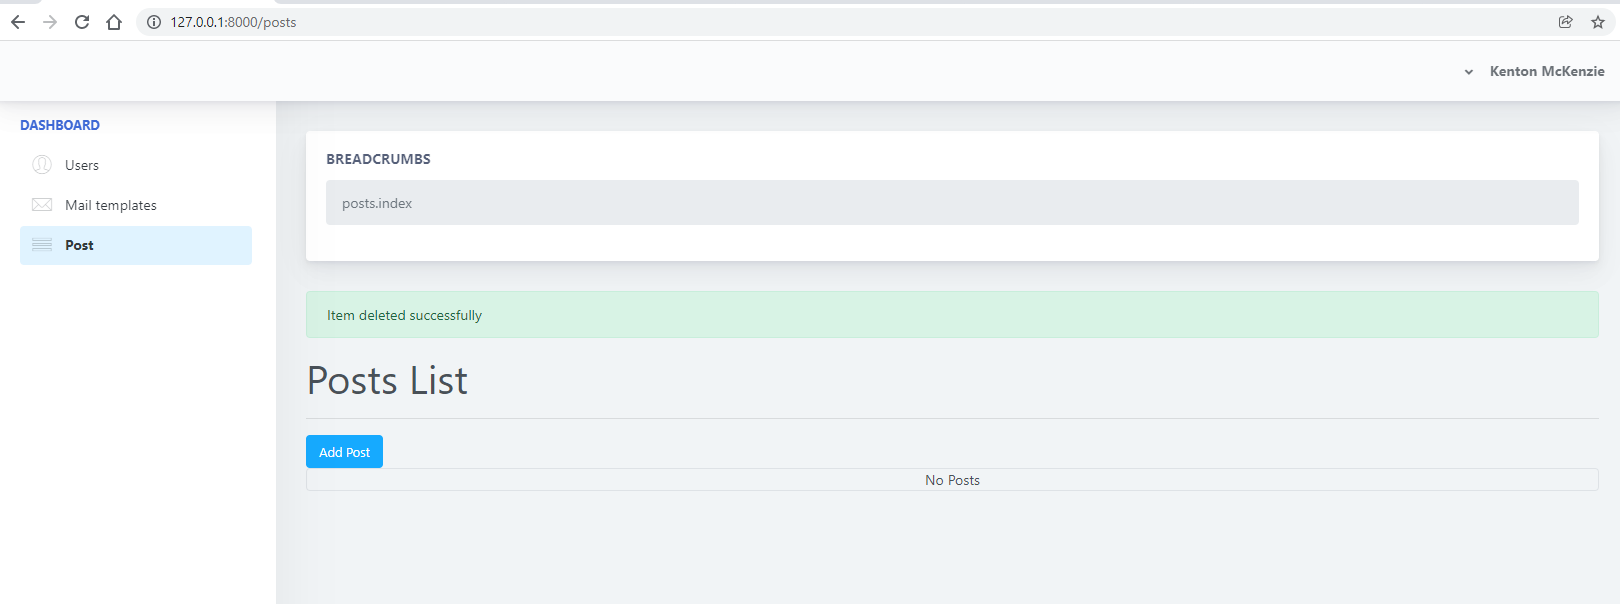 127.0.0.1:8000/posts
Kenton McKenzie
DASHBOARD
Users
Mail templates
Post
BREADCRUMBS
posts.index
Item deleted successfully
Posts List
Add Post
No Posts